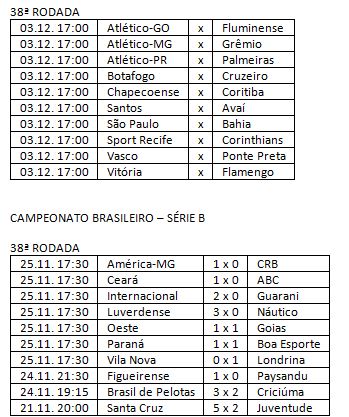 38ª RODADA
03.12. 17:00 Atlético-GO x Fluminense
03.12. 17:00 Atlético-MG x Grêmio
03.12. 17:00 Atlético-PR x Palmeiras
03.12. 17:00 Botafogo x Cruzeiro
03.12. 17:00 Chapecoense x Coritiba
03.12. 17:00 Santos x Avaí
03.12. 17:00 São Paulo x Bahia
03.12. 17:00 Sport Recife x Corinthians
03.12. 17:00 Vasco x Ponte Preta
03.12. 17:00 Vitória x Flamengo
CAMPEONATO BRASILEIRO – SÉRIE B
38ª RODADA
25.11. 17:30 América-MG 1 x 0 CRB
25.11. 17:30 Ceará 1 x 0 ABC
25.11. 17:30 Internacional 2 x 0 Guarani
25.11. 17:30 Luverdense 3 x 0 Náutico
25.11. 17:30 Oeste 1 x 1 Goias
25.11. 17:30 Paraná 1 x 1 Boa Esporte
25.11. 17:30 Vila Nova 0 x 1 Londrina
24.11. 21:30 Figueirense 1 x 0 Paysandu
24.11. 19:15 Brasil de Pelotas 3 x 2 Criciúma
21.11. 20:00 Santa Cruz 5 x 2 Juventude